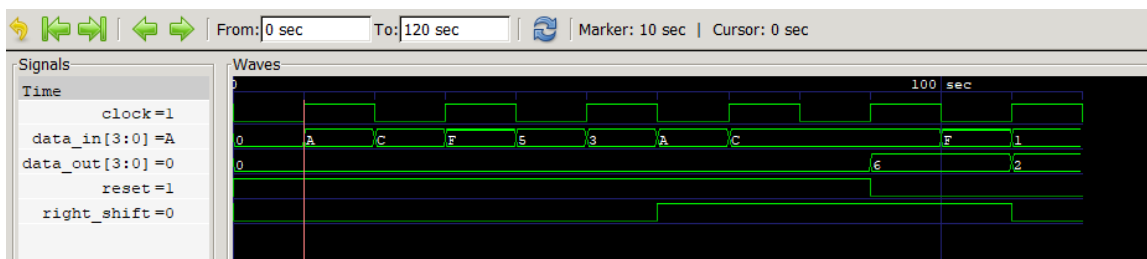 From: 0 sec To: 120 sec Marker: 10 sec | Cursor: 0 sec
Signals Waves
Time 0 100 sec
clock=1
data_in[3:0] =A 0 A C F 5 3 A C F 1
data_out[3:0] =0 0 6 2
reset=1
right_shift=0